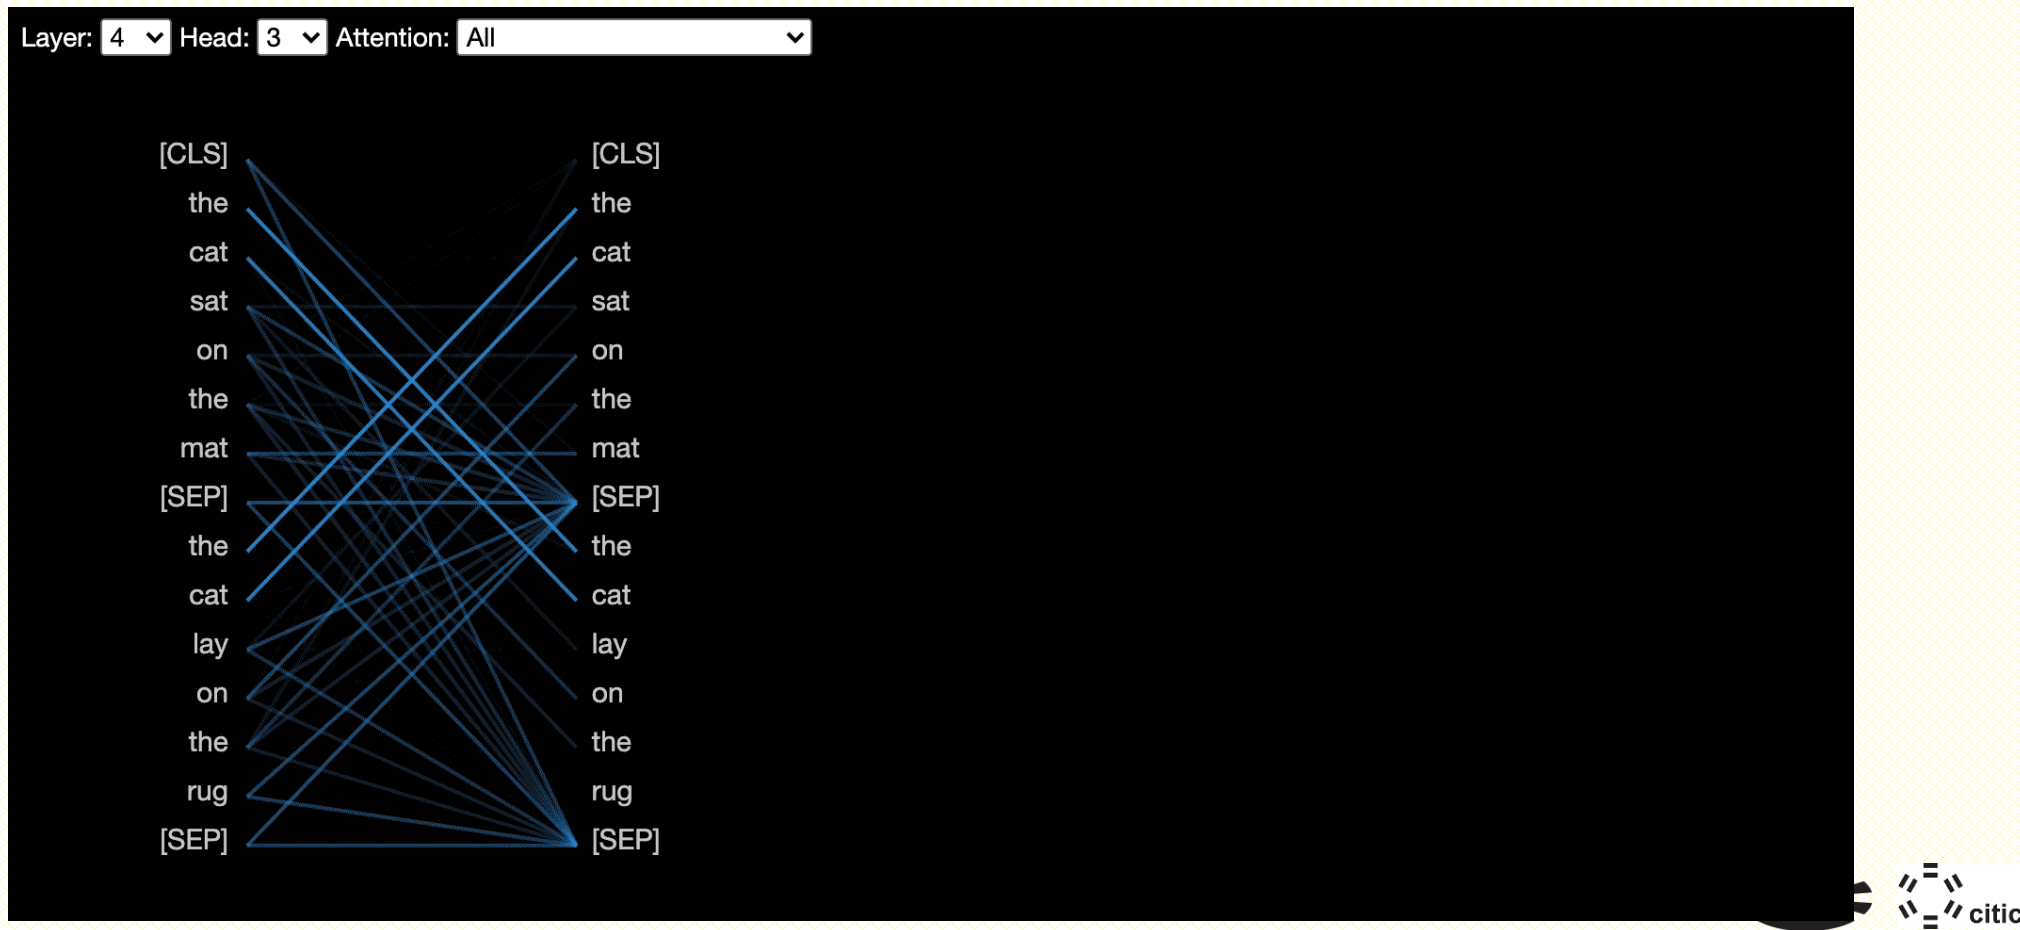 Layer: 4 Head: 3 Attention: All
[CLS] [CLS]
the the
cat cat
sat sat
on on
the the
mat mat
[SEP] [SEP]
the the
cat cat
lay lay
on on
the the
rug rug
[SEP] [SEP]
citic